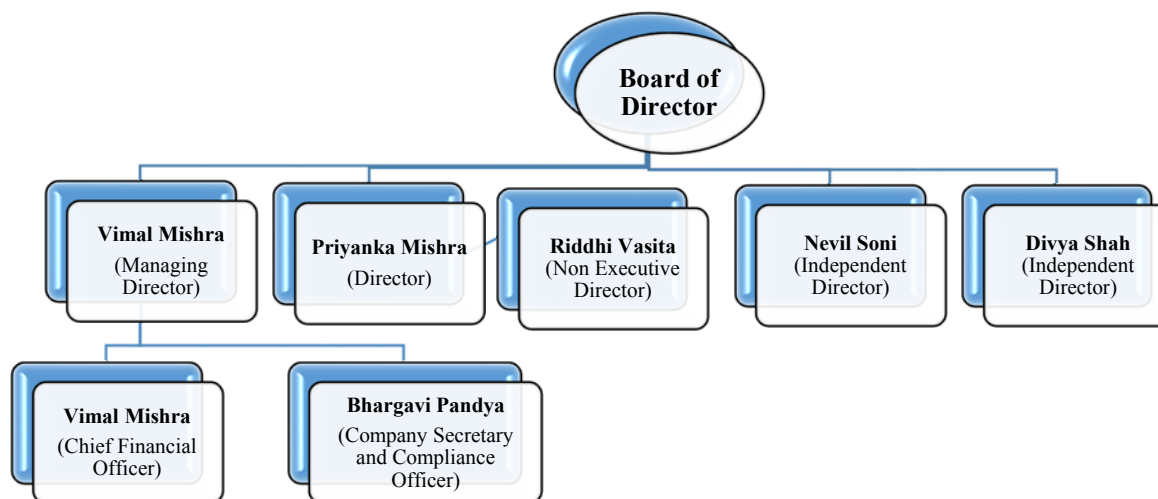 Board of
Director
Vimal Mishra
(Managing
Director)
Priyanka Mishra
(Director)
Riddhi Vasita
(Non Executive
Director)
Nevil Soni
(Independent
Director)
Divya Shah
(Independent
Director)
Vimal Mishra
(Chief Financial
Officer)
Bhargavi Pandya
(Company Secretary
and Compliance
Officer)